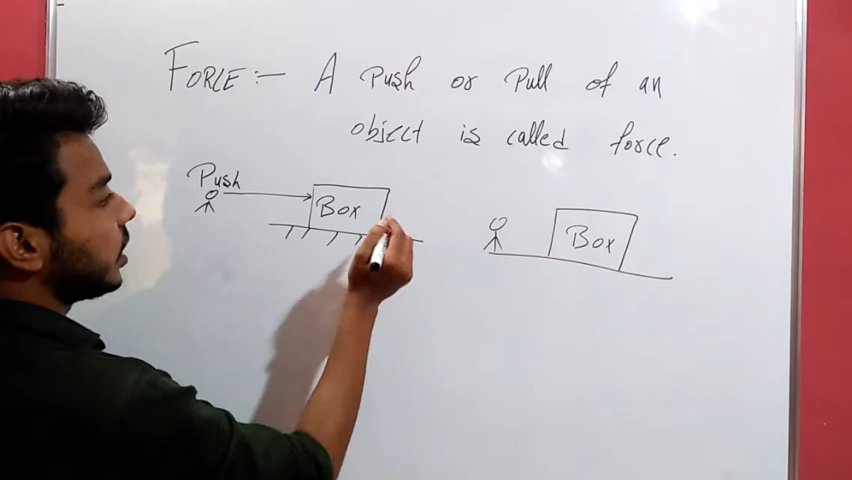 FORCE :- A Push or Pull of an
object is called force.
Push
Box
Box